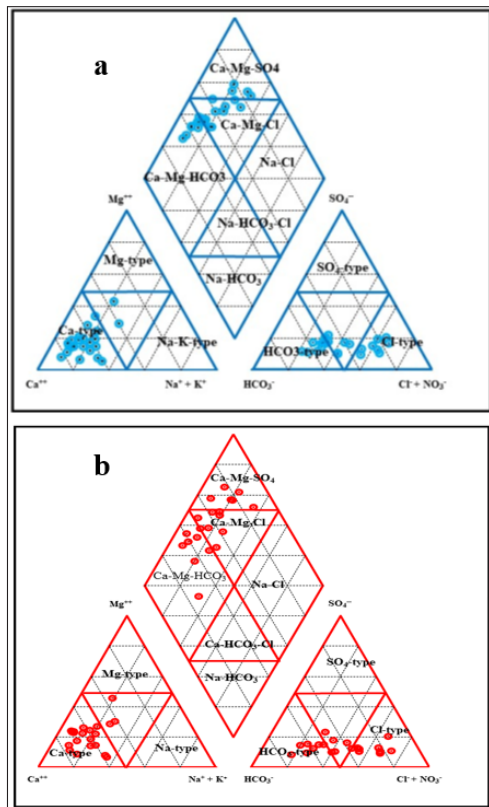 a
Ca-Mg-SO4
Ca-Mg-Cl
Na-Cl
Ca-Mg-HCO3
Mg⁺⁺
SO₄⁻⁻
Na-HCO₃-Cl
Mg-type
SO₄-type
Na-HCO₃
Ca-type
Na-K-type
HCO3-type
Cl-type
Ca⁺⁺
Na⁺ + K⁺
HCO₃⁻
Cl⁻ + NO₃⁻
b
Ca-Mg-SO₄
Ca-Mg-Cl
Ca-Mg-HCO₃
Na-Cl
Mg⁺⁺
SO₄⁻⁻
Ca-HCO₃-Cl
Mg-type
SO₄-type
Na-HCO₃
Cl-type
Ca-type
Na-type
HCO₃-type
Ca⁺⁺
Na⁺ + K⁺
HCO₃⁻
Cl⁻ + NO₃⁻